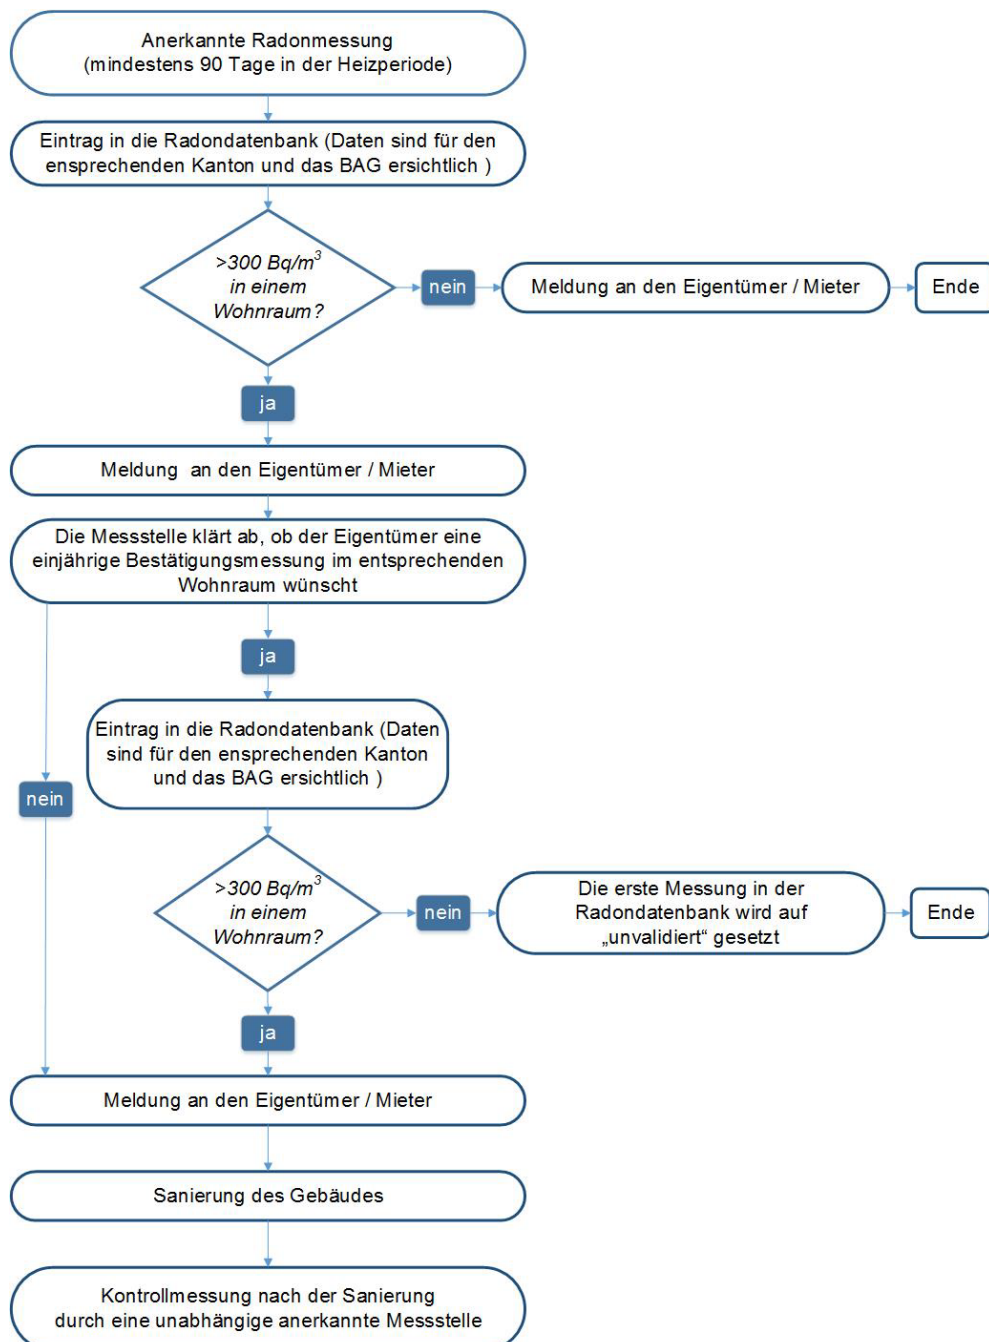 Anerkannte Radonmessung
(mindestens 90 Tage in der Heizperiode)
Eintrag in die Radondatenbank (Daten sind für den
ensprechenden Kanton und das BAG ersichtlich )
>300 Bq/m³
in einem
Wohnraum?
nein
Meldung an den Eigentümer / Mieter
Ende
ja
Meldung  an den Eigentümer / Mieter
Die Messstelle klärt ab, ob der Eigentümer eine
einjährige Bestätigungsmessung im entsprechenden
Wohnraum wünscht
ja
Eintrag in die Radondatenbank (Daten
sind für den ensprechenden Kanton
und das BAG ersichtlich )
nein
>300 Bq/m³
in einem
Wohnraum?
nein
Die erste Messung in der
Radondatenbank wird auf
„unvalidiert“ gesetzt
Ende
ja
Meldung an den Eigentümer / Mieter
Sanierung des Gebäudes
Kontrollmessung nach der Sanierung
durch eine unabhängige anerkannte Messstelle